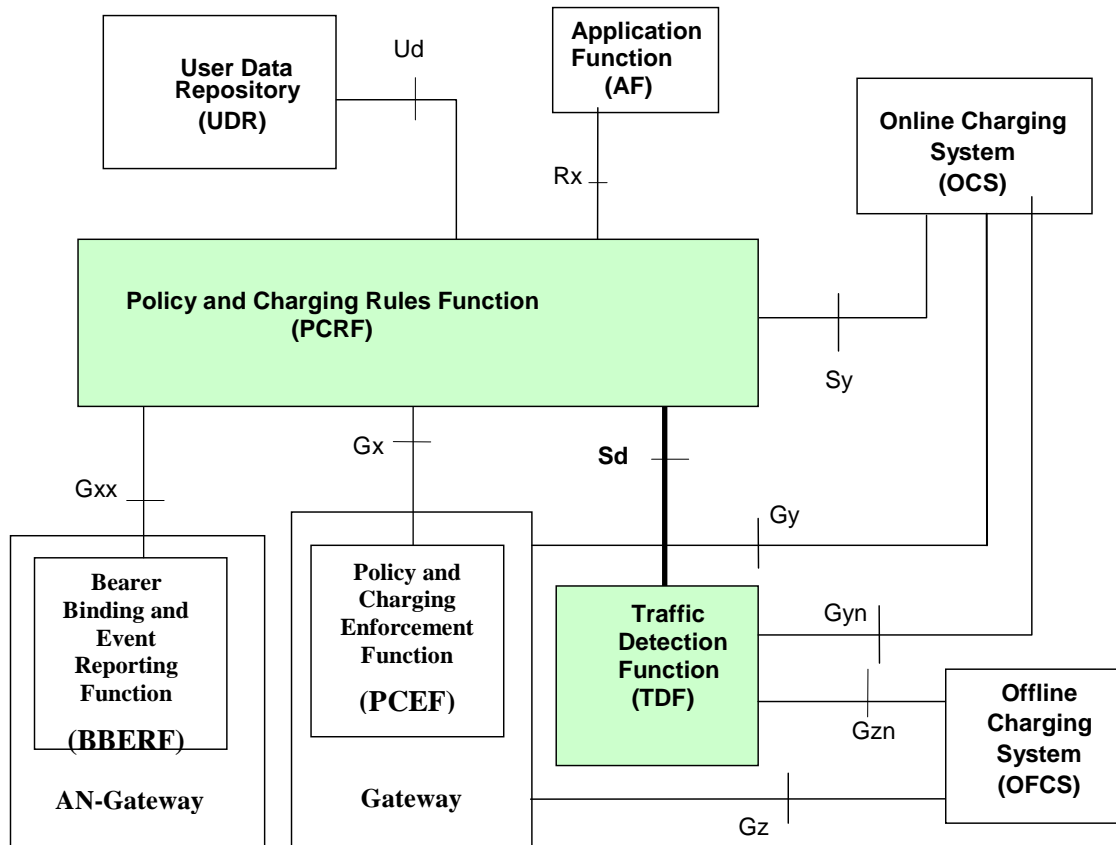 User Data
Repository
(UDR)
Ud
Application
Function
(AF)
Rx
Online Charging
System
(OCS)
Policy and Charging Rules Function
(PCRF)
Sy
Gxx
Gx
Sd
Gy
Bearer
Binding and
Event
Reporting
Function
(BBERF)
AN-Gateway
Policy and
Charging
Enforcement
Function
(PCEF)
Gateway
Traffic
Detection
Function
(TDF)
Gyn
Gzn
Offline
Charging
System
(OFCS)
Gz